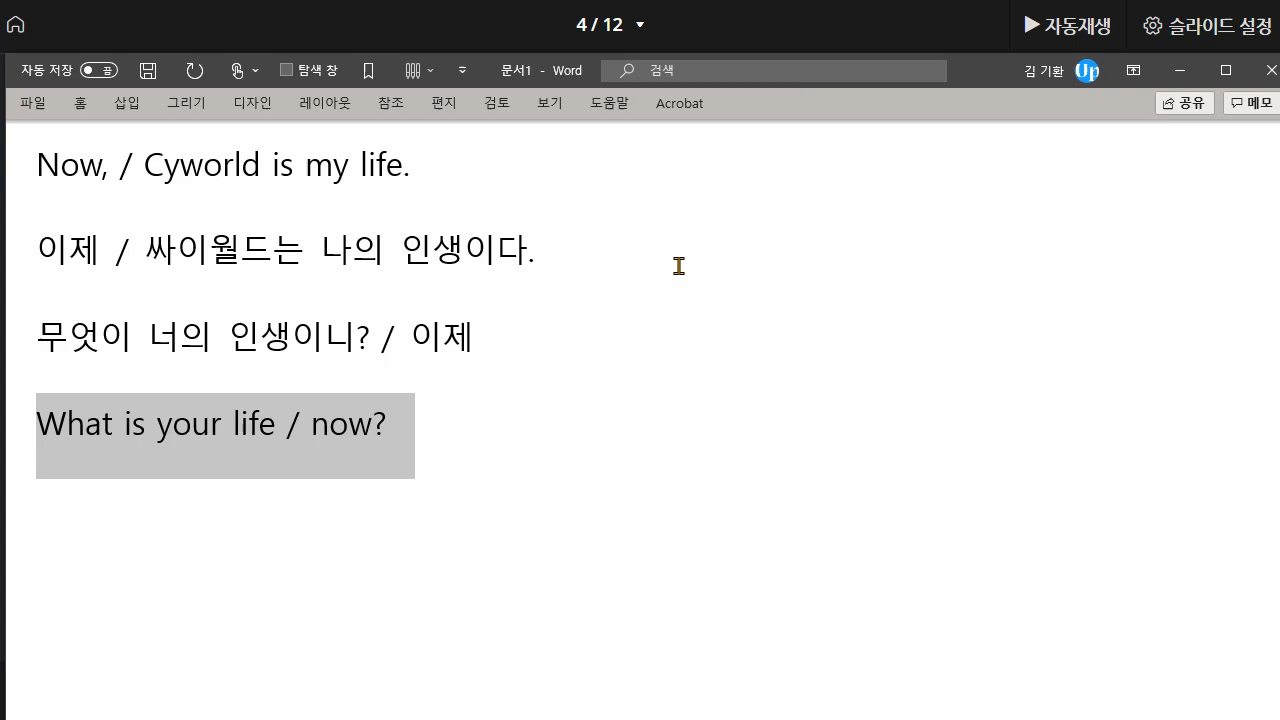 4 / 12
자동재생
슬라이드 설정
자동 저장
끔
탐색 창
문서1 - Word
검색
김 기환
Up
파일 홈 삽입 그리기 디자인 레이아웃 참조 편지 검토 보기 도움말 Acrobat
공유
메모
Now, / Cyworld is my life.
이제 / 싸이월드는 나의 인생이다.
무엇이 너의 인생이니? / 이제
What is your life / now?